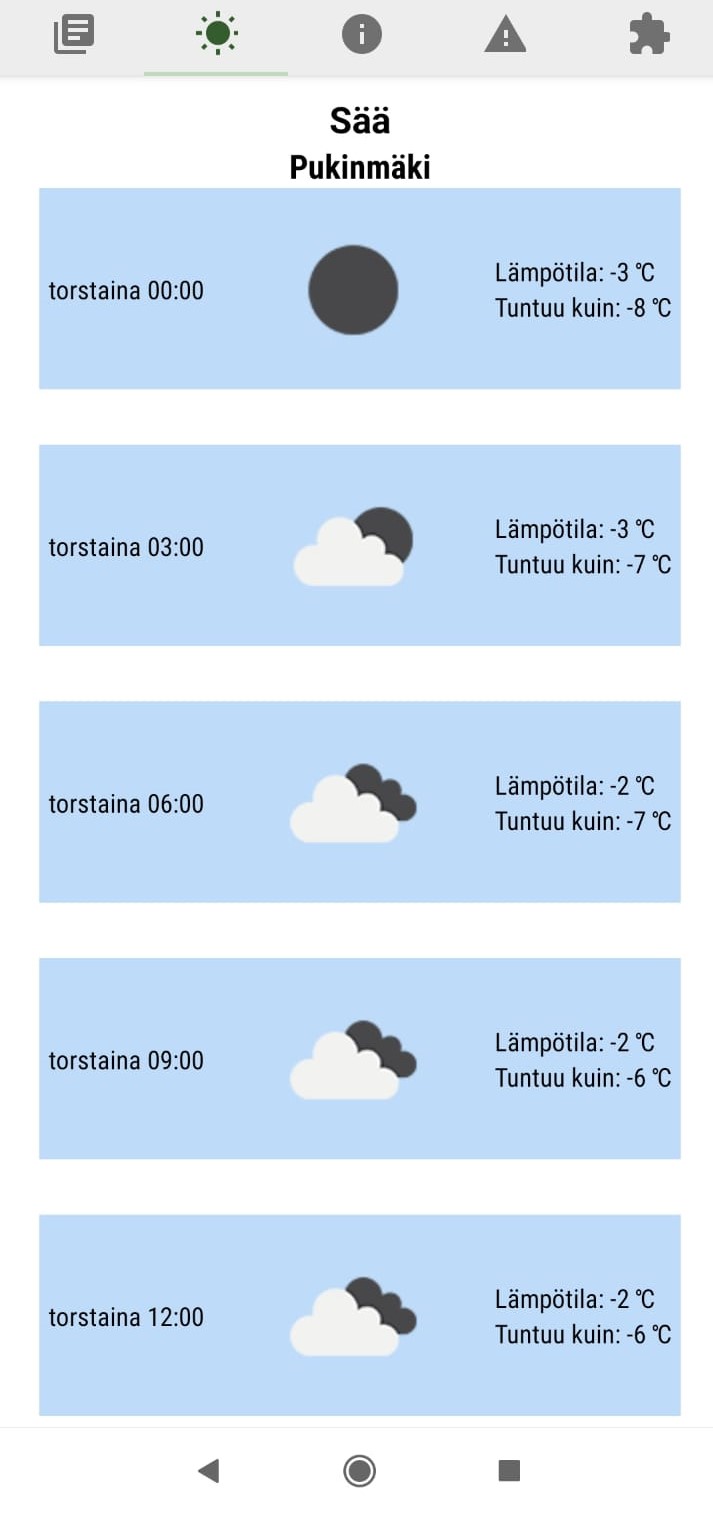 Sää
Pukinmäki
torstaina 00:00
Lämpötila: -3 °C
Tuntuu kuin: -8 °C
torstaina 03:00
Lämpötila: -3 °C
Tuntuu kuin: -7 °C
torstaina 06:00
Lämpötila: -2 °C
Tuntuu kuin: -7 °C
torstaina 09:00
Lämpötila: -2 °C
Tuntuu kuin: -6 °C
torstaina 12:00
Lämpötila: -2 °C
Tuntuu kuin: -6 °C